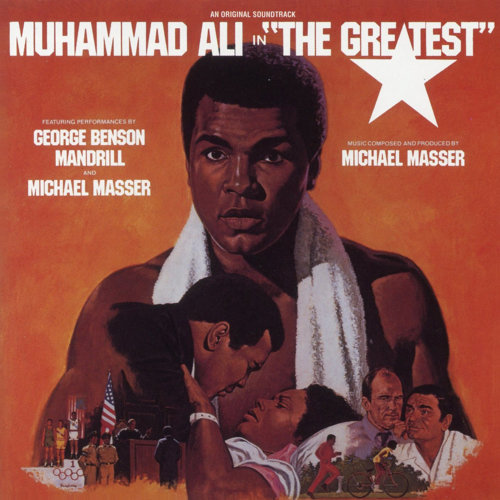 AN ORIGINAL SOUNDTRACK
MUHAMMAD ALI IN "THE GREATEST"
FEATURING PERFORMANCES BY
GEORGE BENSON
MANDRILL
AND
MICHAEL MASSER
MUSIC COMPOSED AND PRODUCED BY
MICHAEL MASSER
1